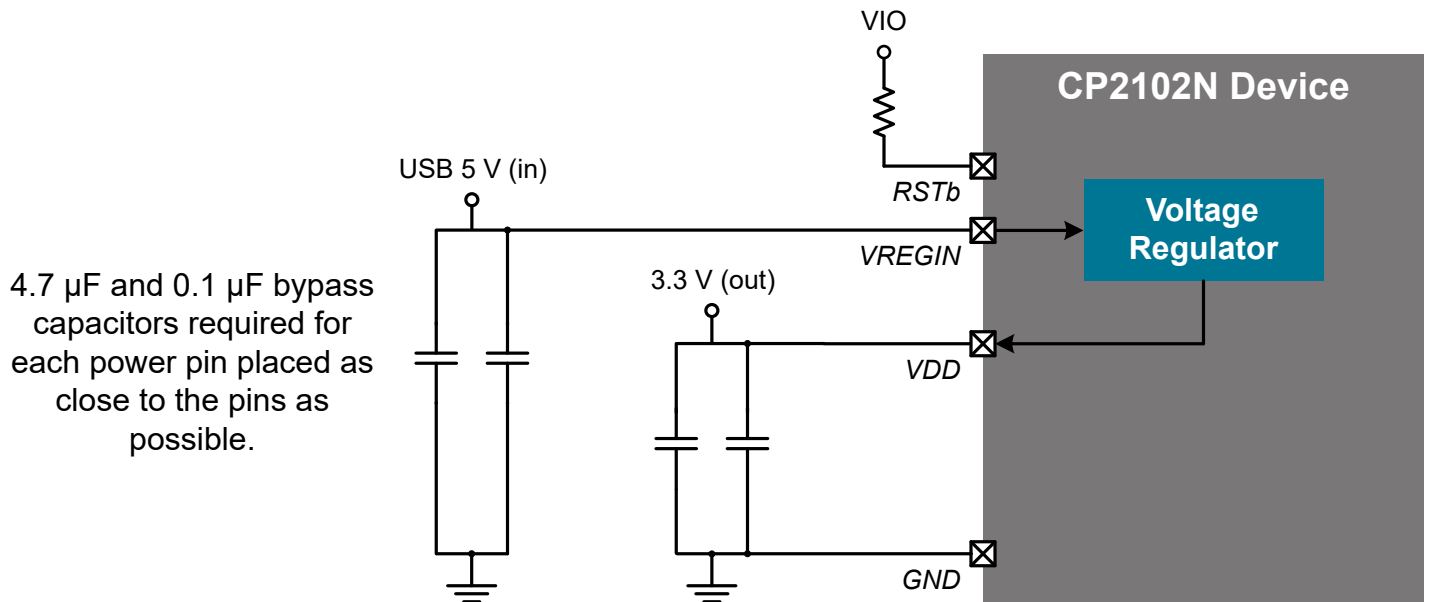 VIO
CP2102N Device
USB 5 V (in)
RSTb
Voltage
Regulator
VREGIN
4.7 µF and 0.1 µF bypass
capacitors required for
each power pin placed as
close to the pins as
possible.
3.3 V (out)
VDD
GND